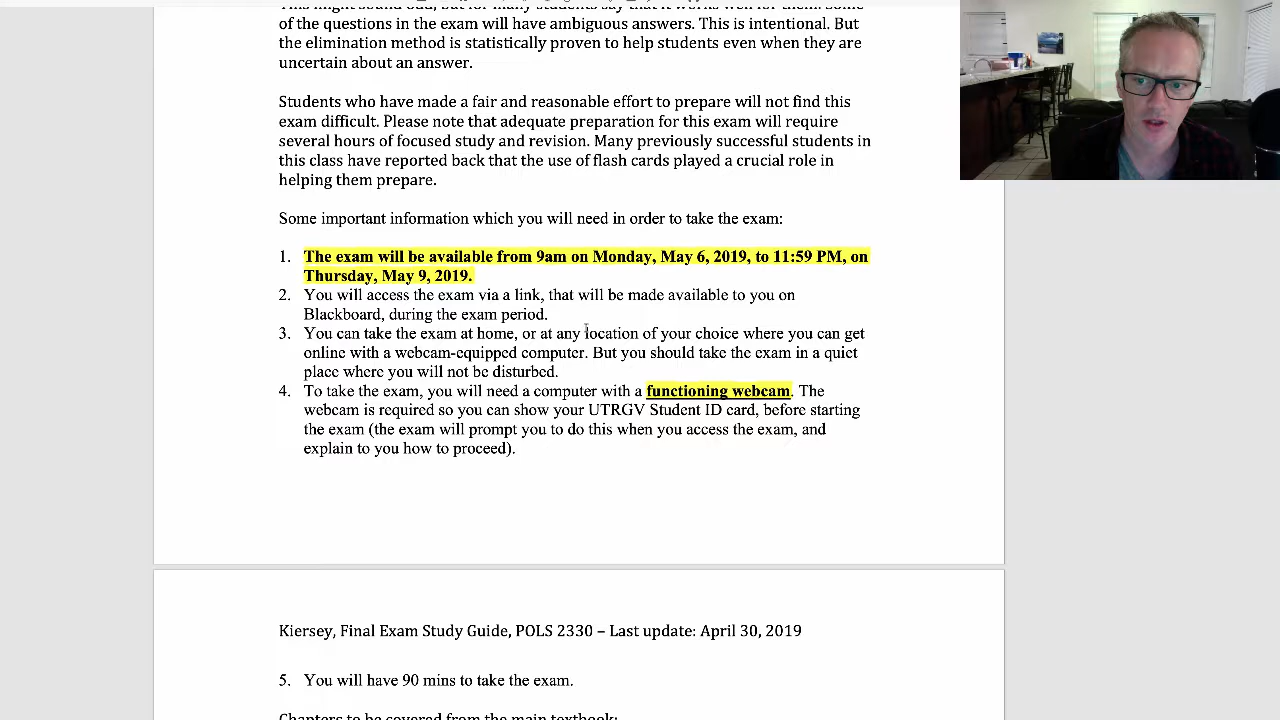 of the questions in the exam will have ambiguous answers. This is intentional. But
the elimination method is statistically proven to help students even when they are
uncertain about an answer.
Students who have made a fair and reasonable effort to prepare will not find this
exam difficult. Please note that adequate preparation for this exam will require
several hours of focused study and revision. Many previously successful students in
this class have reported back that the use of flash cards played a crucial role in
helping them prepare.
Some important information which you will need in order to take the exam:
1. The exam will be available from 9am on Monday, May 6, 2019, to 11:59 PM, on
Thursday, May 9, 2019.
2. You will access the exam via a link, that will be made available to you on
Blackboard, during the exam period.
3. You can take the exam at home, or at any location of your choice where you can get
online with a webcam-equipped computer. But you should take the exam in a quiet
place where you will not be disturbed.
4. To take the exam, you will need a computer with a functioning webcam. The
webcam is required so you can show your UTRGV Student ID card, before starting
the exam (the exam will prompt you to do this when you access the exam, and
explain to you how to proceed).
Kiersey, Final Exam Study Guide, POLS 2330 – Last update: April 30, 2019
5. You will have 90 mins to take the exam.
Chapters to be covered from the main textbook: